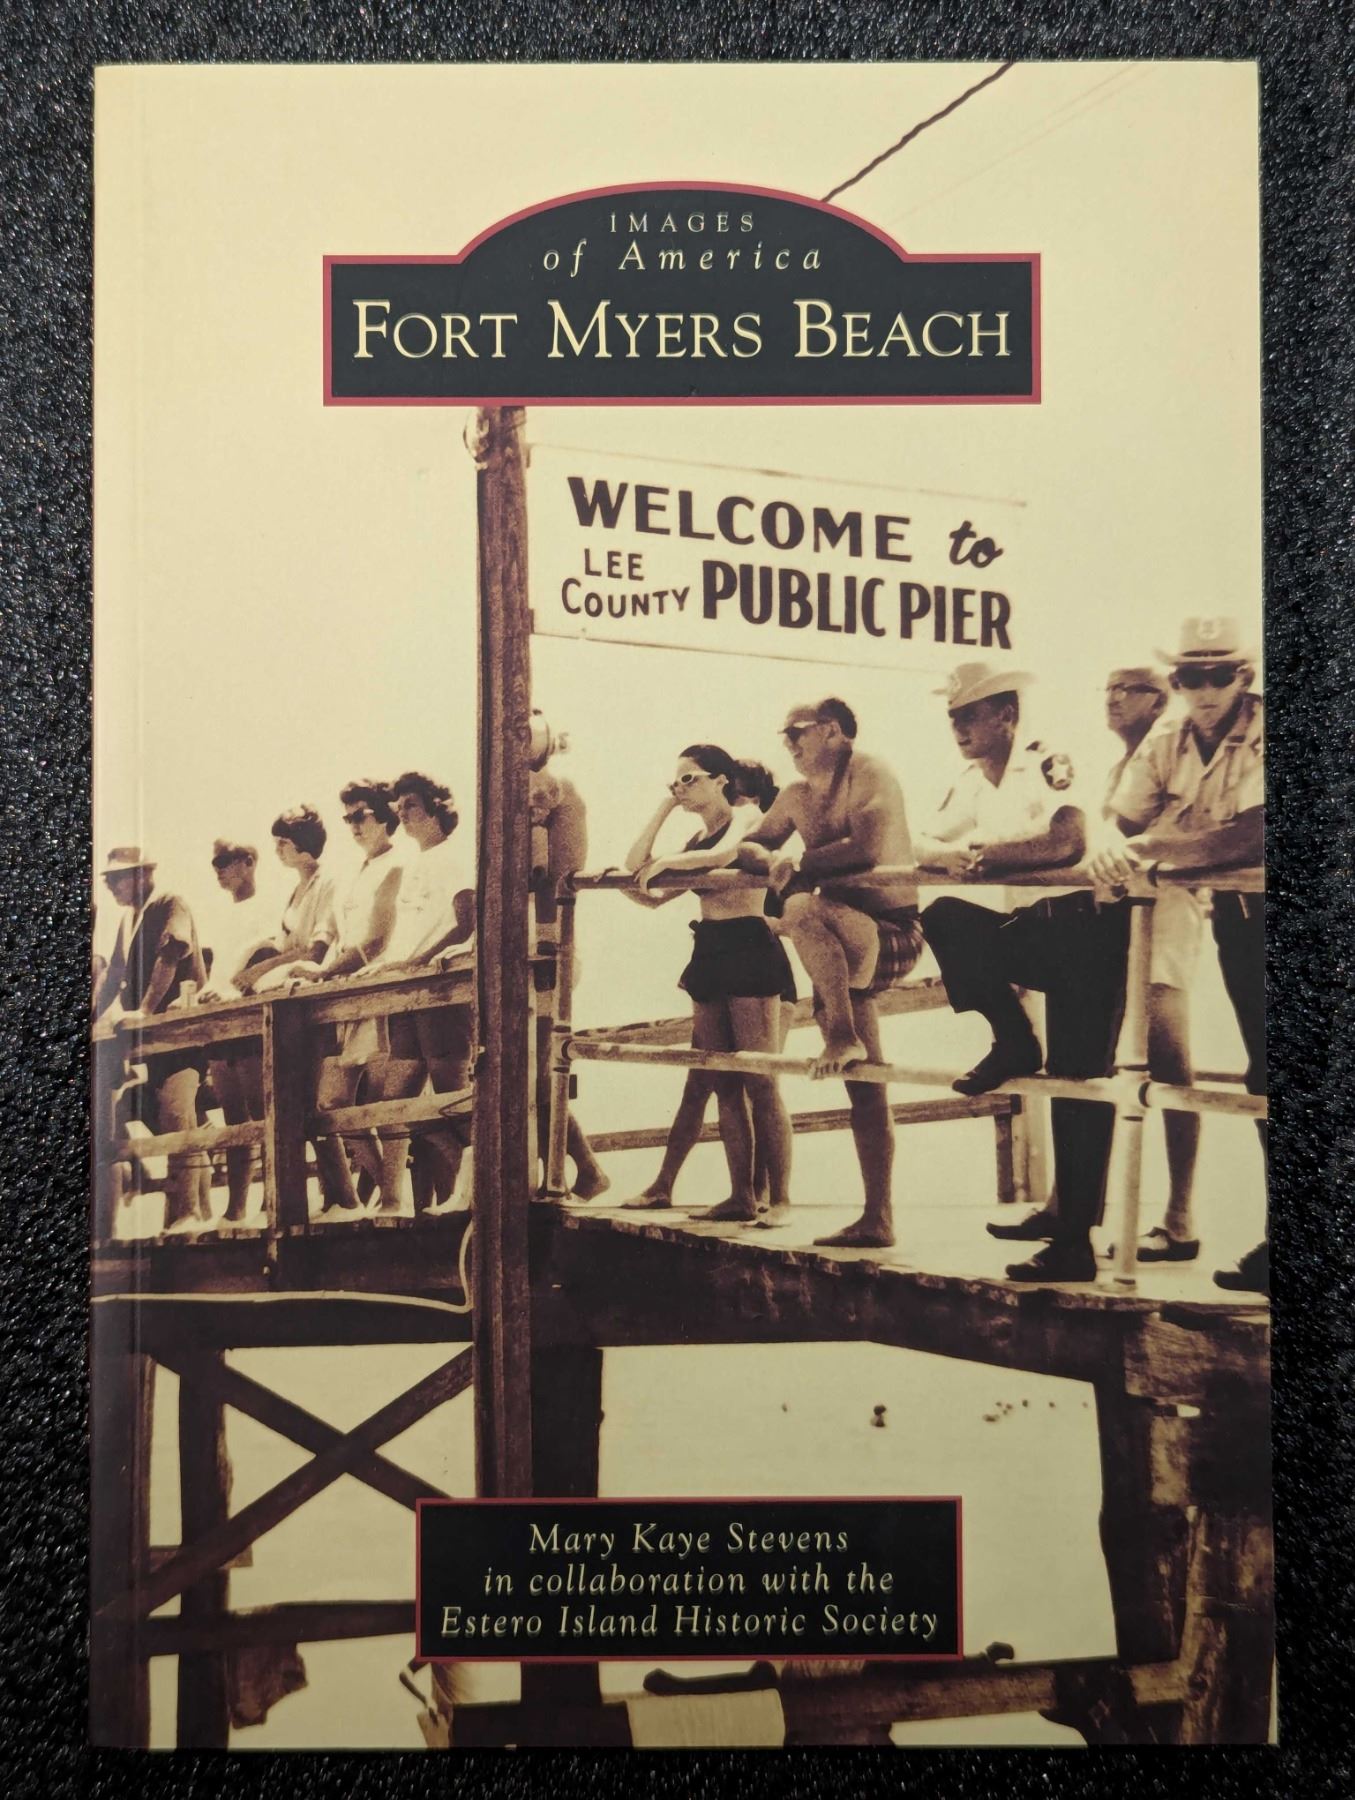 IMAGES
of America
FORT MYERS BEACH
WELCOME to
LEE
COUNTY PUBLIC PIER
Mary Kaye Stevens
in collaboration with the
Estero Island Historic Society